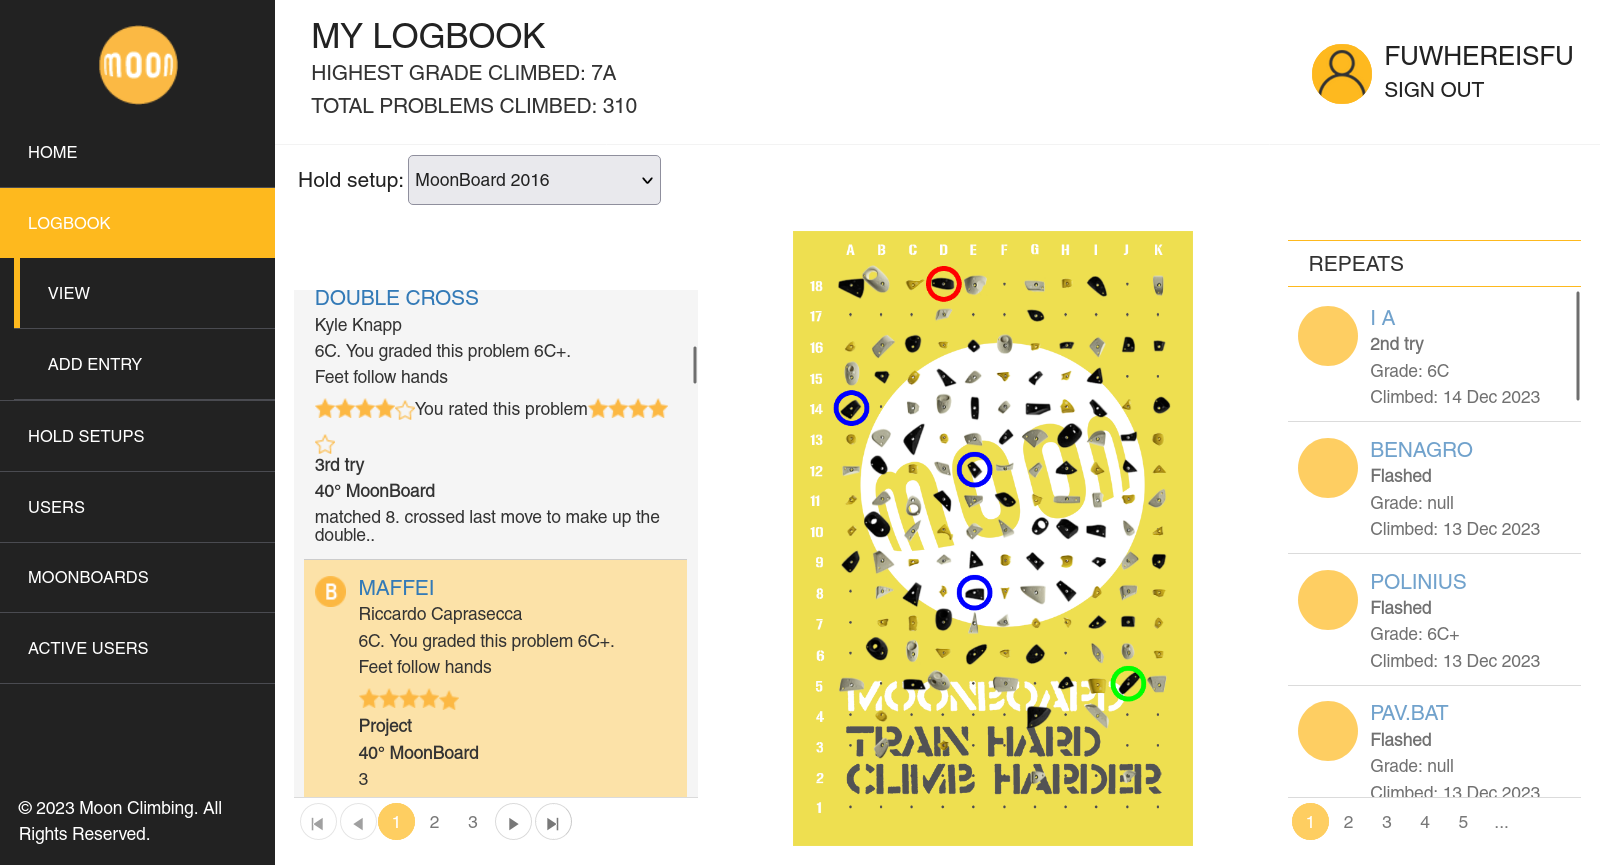 moon
HOME
LOGBOOK
VIEW
ADD ENTRY
HOLD SETUPS
USERS
MOONBOARDS
ACTIVE USERS
© 2023 Moon Climbing. All
Rights Reserved.
MY LOGBOOK
HIGHEST GRADE CLIMBED: 7A
TOTAL PROBLEMS CLIMBED: 310
FUWHEREISFU
SIGN OUT
Hold setup: MoonBoard 2016
DOUBLE CROSS
Kyle Knapp
6C. You graded this problem 6C+.
Feet follow hands
You rated this problem
3rd try
40° MoonBoard
matched 8. crossed last move to make up the
double..
B MAFFEI
Riccardo Caprasecca
6C. You graded this problem 6C+.
Feet follow hands
Project
40° MoonBoard
3
1 2 3
A B C D E F G H I J K
18
17
16
15
14
13
12
11
10
9
8
7
6
5
4
3
2
1
moon
MOONBOARD
TRAIN HARD
CLIMB HARDER
REPEATS
I A
2nd try
Grade: 6C
Climbed: 14 Dec 2023
BENAGRO
Flashed
Grade: null
Climbed: 13 Dec 2023
POLINIUS
Flashed
Grade: 6C+
Climbed: 13 Dec 2023
PAV.BAT
Flashed
Grade: null
Climbed: 13 Dec 2023
1 2 3 4 5 ...